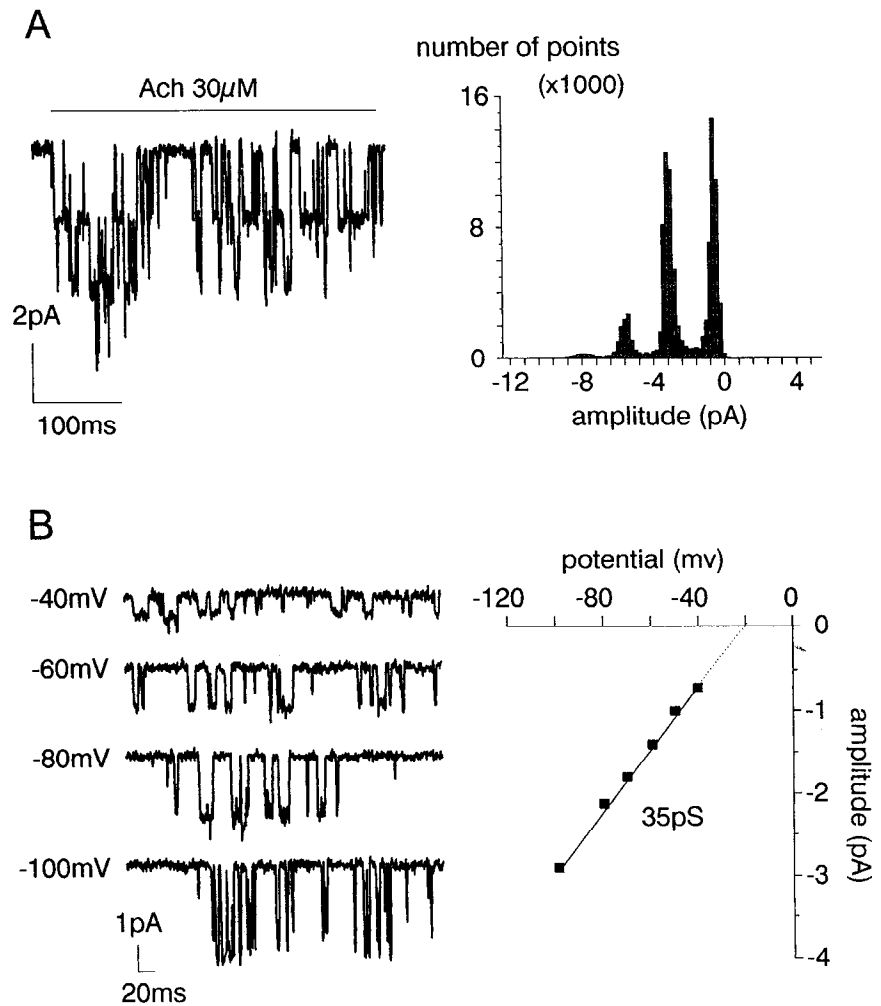 A
Ach 30µM
2pA
100ms
number of points
(x1000)
16
8
0
-12 -8 -4 0 4
amplitude (pA)
B
-40mV
-60mV
-80mV
-100mV
1pA
20ms
potential (mv)
-120 -80 -40 0
0
-1
-2
-3
-4
amplitude (pA)
35pS